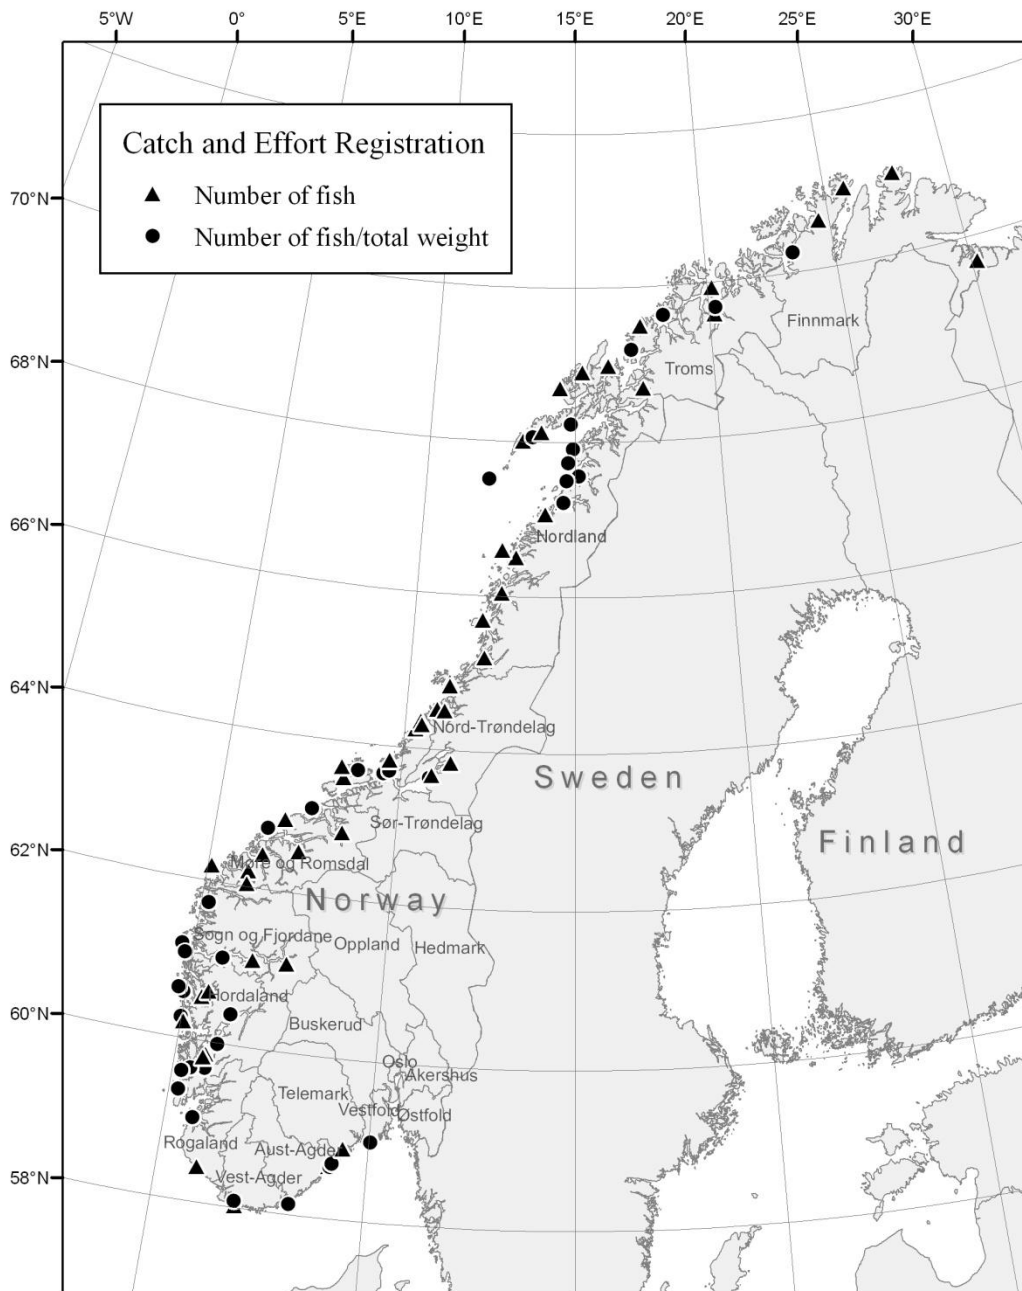 5°W 0° 5°E 10°E 15°E 20°E 25°E 30°E
Catch and Effort Registration
Number of fish
Number of fish/total weight
70°N
Finnmark
68°N
Troms
66°N
Nordland
64°N
Nord-Trøndelag
Sweden
Sør-Trøndelag
Finland
62°N
Møre og Romsdal
Norway
Sogn og Fjordane
Oppland
Hedmark
Hordaland
60°N
Buskerud
Oslo
Akershus
Telemark
Vestfold
Østfold
Rogaland
Aust-Agder
58°N
Vest-Agder